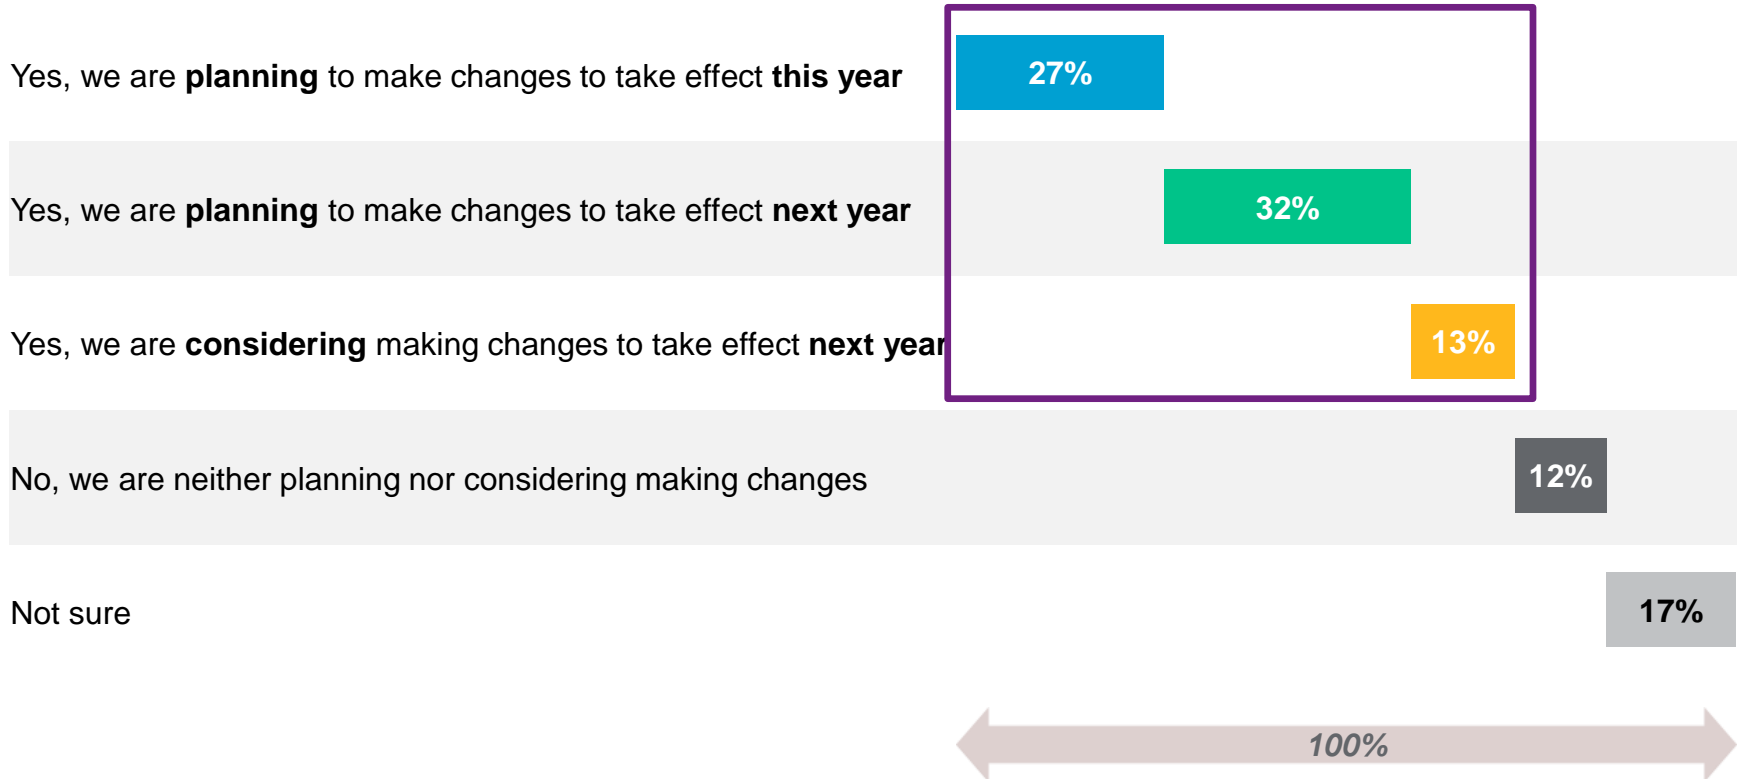 Yes, we are planning to make changes to take effect this year 27%
Yes, we are planning to make changes to take effect next year 32%
Yes, we are considering making changes to take effect next year 13%
No, we are neither planning nor considering making changes 12%
Not sure 17%
100%